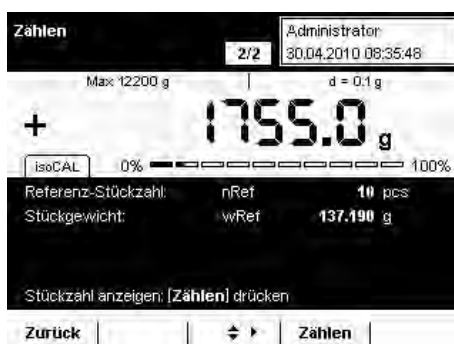 Zählen
2/2
Administrator
30.04.2010 08:35:48
Max 12200 g
d = 0.1 g
+ 1755.0 g
isoCAL 0% 100%
Referenz-Stückzahl: nRef 10 pcs
Stückgewicht: wRef 137.190 g
Stückzahl anzeigen: [Zählen] drücken
Zurück Zählen